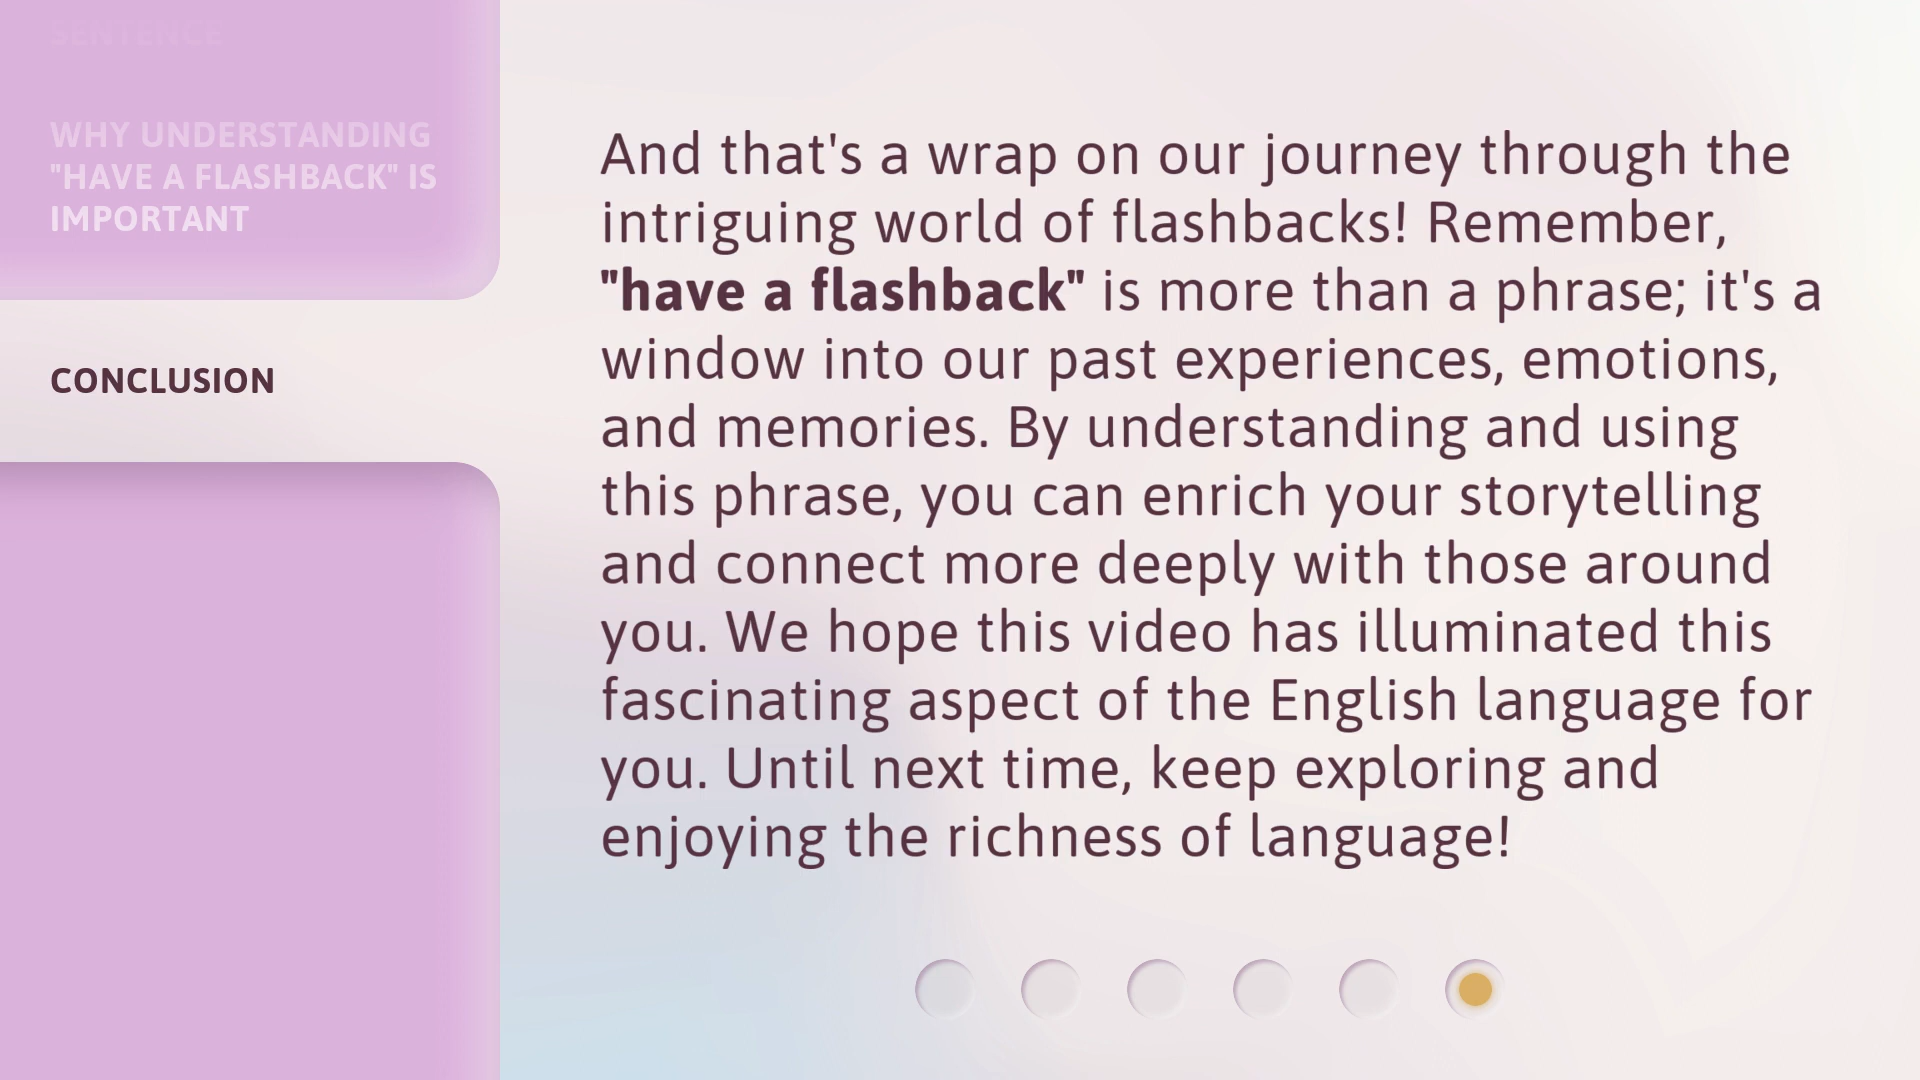 SENTENCE
WHY UNDERSTANDING
"HAVE A FLASHBACK" IS
IMPORTANT
CONCLUSION
And that's a wrap on our journey through the
intriguing world of flashbacks! Remember,
"have a flashback" is more than a phrase; it's a
window into our past experiences, emotions,
and memories. By understanding and using
this phrase, you can enrich your storytelling
and connect more deeply with those around
you. We hope this video has illuminated this
fascinating aspect of the English language for
you. Until next time, keep exploring and
enjoying the richness of language!